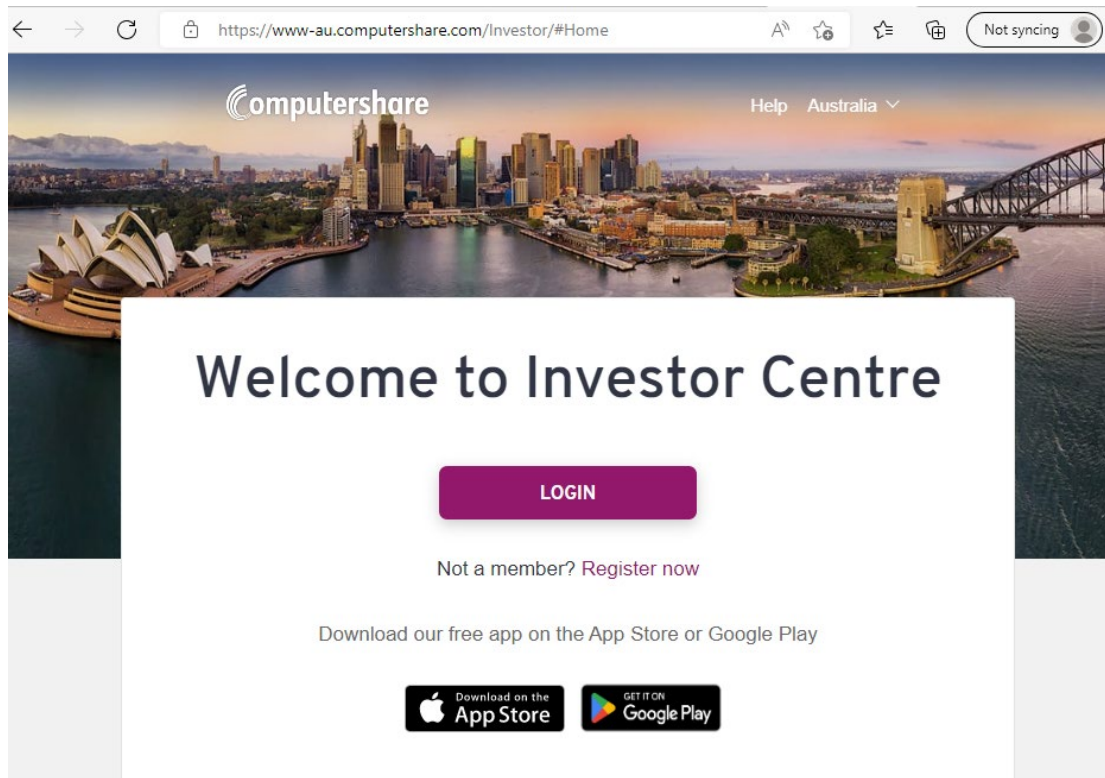 https://www-au.computershare.com/Investor/#Home
Not syncing
Computershare
Help Australia
Welcome to Investor Centre
LOGIN
Not a member? Register now
Download our free app on the App Store or Google Play
Download on the
App Store
GET IT ON
Google Play